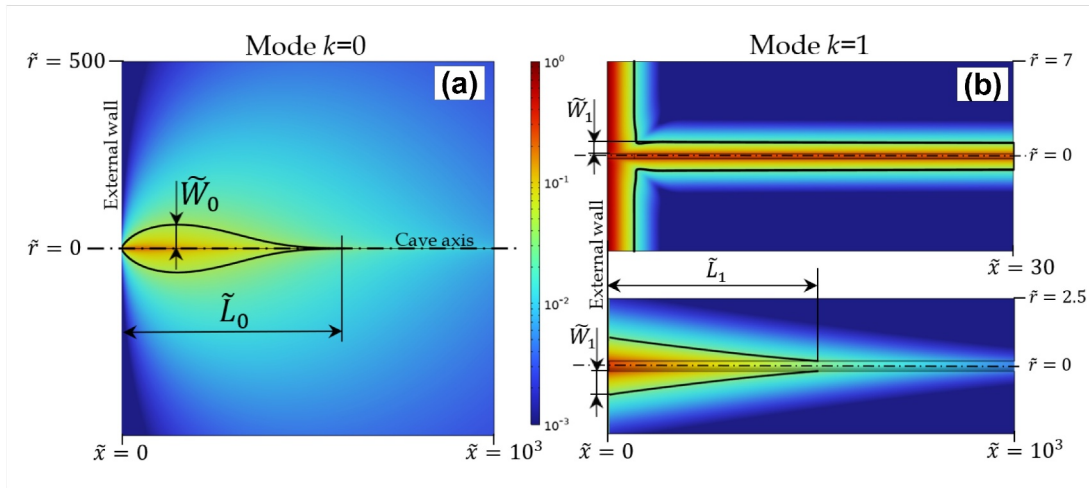 Mode k=0
r̃ = 500
(a)
External wall
W̃₀
r̃ = 0
Cave axis
L̃₀
x̃ = 0
x̃ = 10³
10⁰
10⁻¹
10⁻²
10⁻³
Mode k=1
r̃ = 7
(b)
W̃₁
r̃ = 0
External wall
x̃ = 30
L̃₁
r̃ = 2.5
W̃₁
r̃ = 0
x̃ = 0
x̃ = 10³